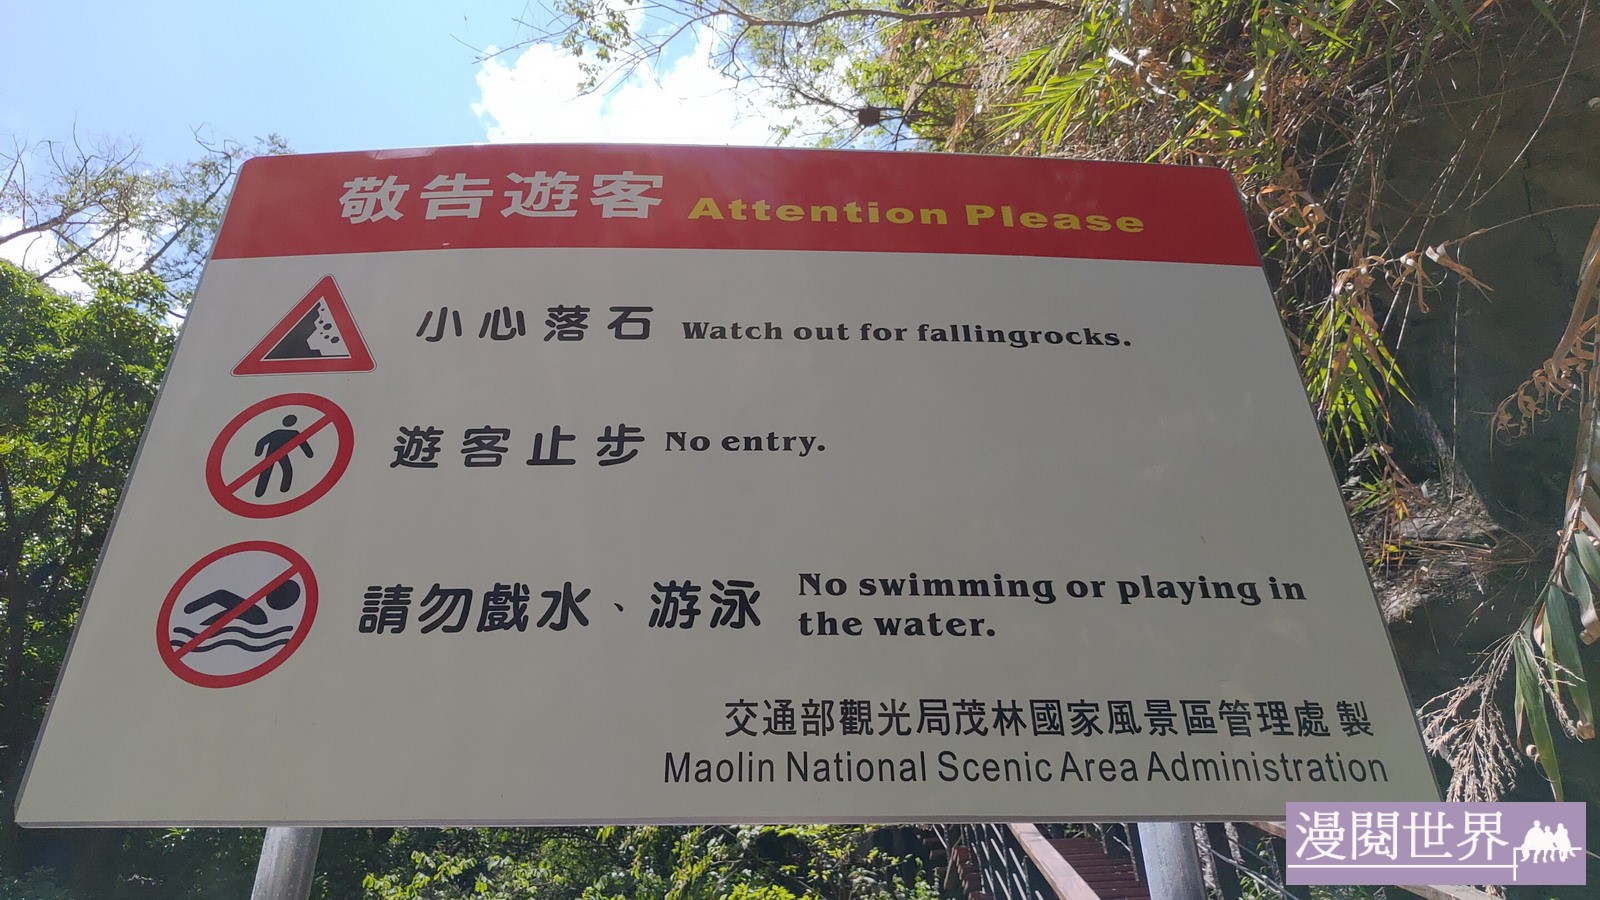 敬告遊客 Attention Please
小心落石 Watch out for fallingrocks.
遊客止步 No entry.
請勿戲水、游泳 No swimming or playing in
the water.
交通部觀光局茂林國家風景區管理處 製
Maolin National Scenic Area Administration
漫閱世界